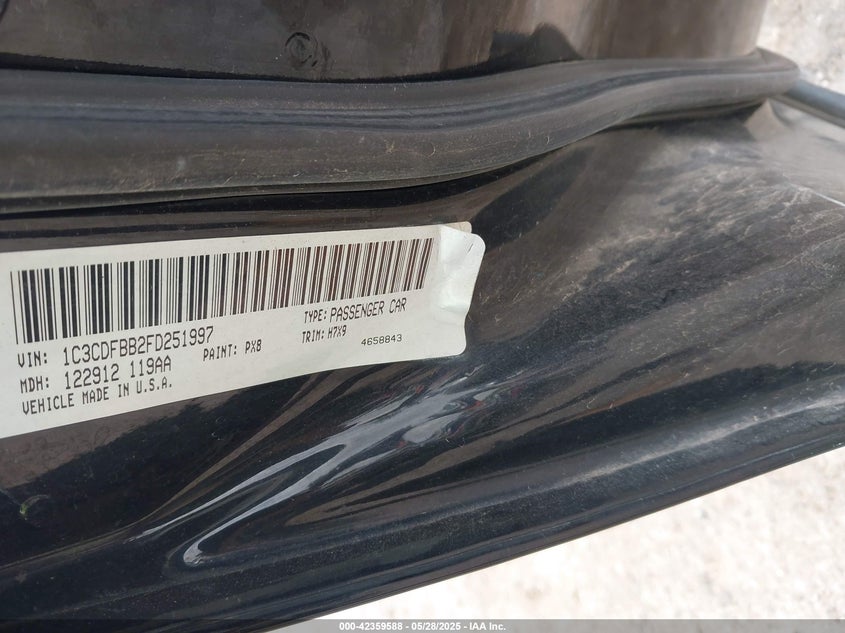 VIN: 1C3CDFBB2FD251997 TYPE: PASSENGER CAR
MDH: 122912 119AA PAINT: PX8 TRIM: H7X9
VEHICLE MADE IN U.S.A. 4658843
000-42359588 - 05/28/2025 - IAA Inc.